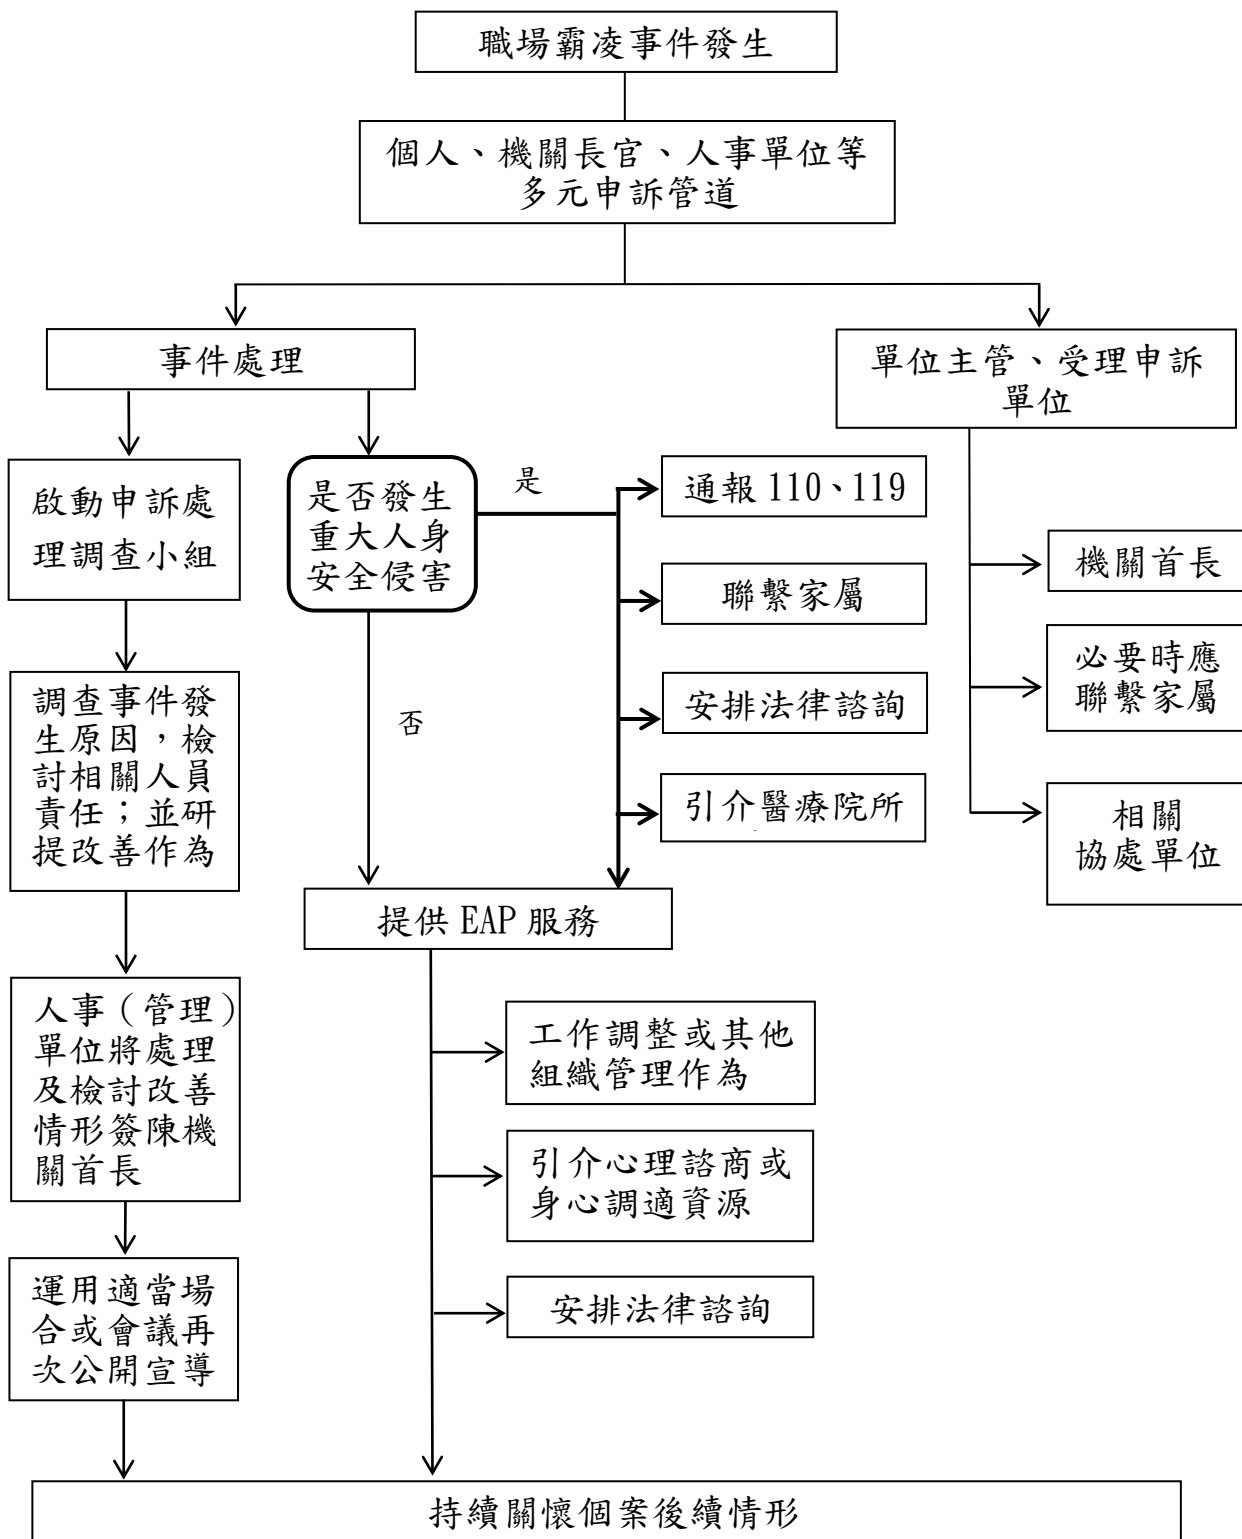 職場霸凌事件發生
個人、機關長官、人事單位等
多元申訴管道
事件處理
單位主管、受理申訴
單位
啟動申訴處
理調查小組
是否發生
重大人身
安全侵害
是
否
通報 110、119
聯繫家屬
安排法律諮詢
引介醫療院所
機關首長
必要時應
聯繫家屬
相關
協處單位
調查事件發
生原因，檢
討相關人員
責任；並研
提改善作為
提供 EAP 服務
人事（管理）
單位將處理
及檢討改善
情形簽陳機
關首長
工作調整或其他
組織管理作為
引介心理諮商或
身心調適資源
安排法律諮詢
運用適當場
合或會議再
次公開宣導
持續關懷個案後續情形